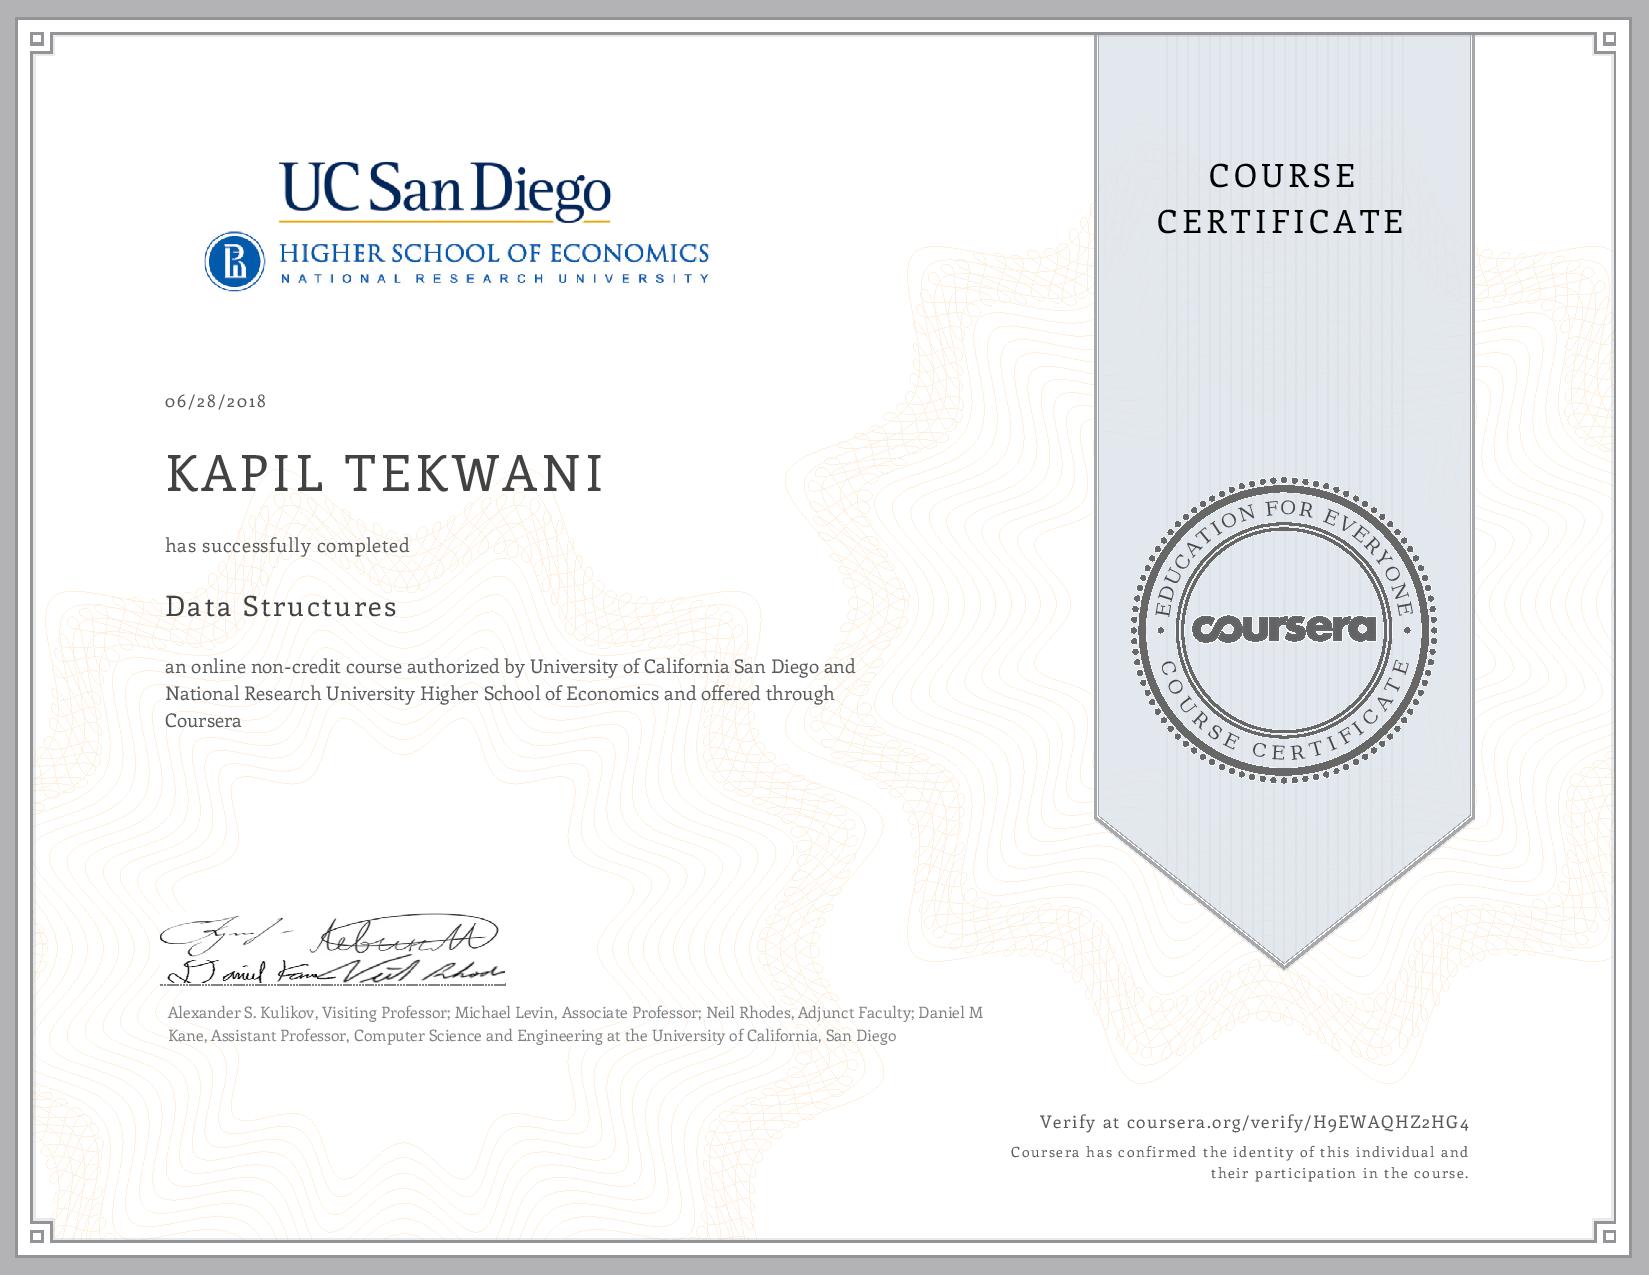 UC San Diego
HIGHER SCHOOL OF ECONOMICS
NATIONAL RESEARCH UNIVERSITY
COURSE
CERTIFICATE
06/28/2018
KAPIL TEKWANI
has successfully completed
Data Structures
an online non-credit course authorized by University of California San Diego and
National Research University Higher School of Economics and offered through
Coursera
EDUCATION FOR EVERYONE
coursera
COURSE CERTIFICATE
Daniel Kane Neil Rhodes
Alexander S. Kulikov, Visiting Professor; Michael Levin, Associate Professor; Neil Rhodes, Adjunct Faculty; Daniel M
Kane, Assistant Professor, Computer Science and Engineering at the University of California, San Diego
Verify at coursera.org/verify/H9EWAQHZ2HG4
Coursera has confirmed the identity of this individual and
their participation in the course.